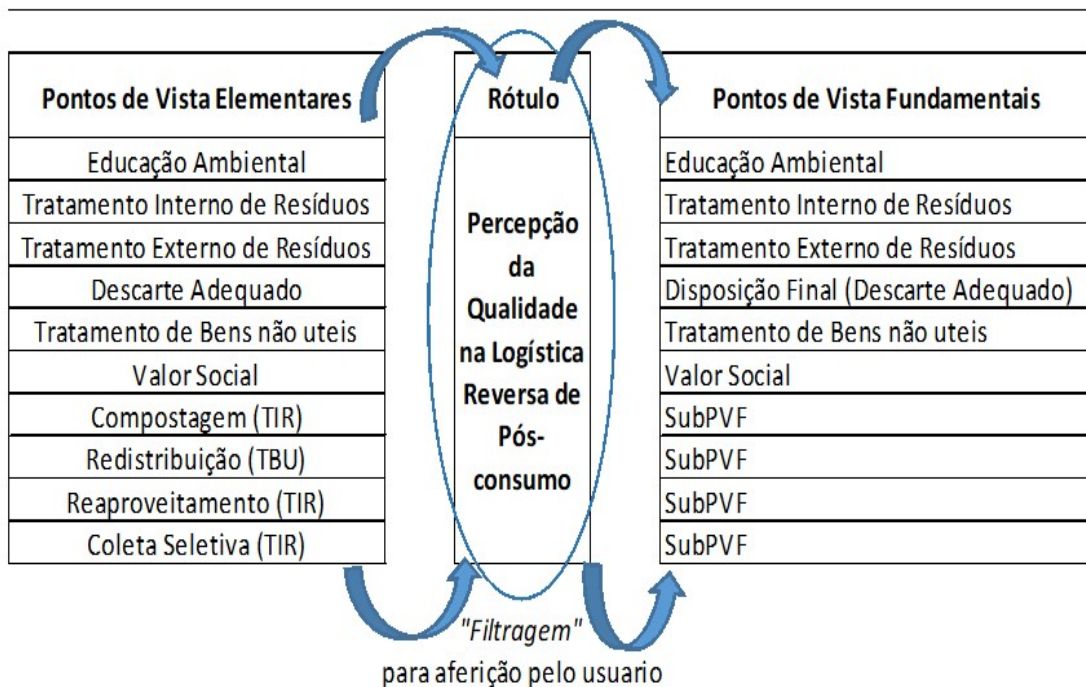 Pontos de Vista Elementares
Educação Ambiental
Tratamento Interno de Resíduos
Tratamento Externo de Resíduos
Descarte Adequado
Tratamento de Bens não uteis
Valor Social
Compostagem (TIR)
Redistribuição (TBU)
Reaproveitamento (TIR)
Coleta Seletiva (TIR)
Rótulo
Percepção
da
Qualidade
na Logística
Reversa de
Pós-
consumo
Pontos de Vista Fundamentais
Educação Ambiental
Tratamento Interno de Resíduos
Tratamento Externo de Resíduos
Disposição Final (Descarte Adequado)
Tratamento de Bens não uteis
Valor Social
SubPVF
SubPVF
SubPVF
SubPVF
"Filtragem"
para aferição pelo usuario